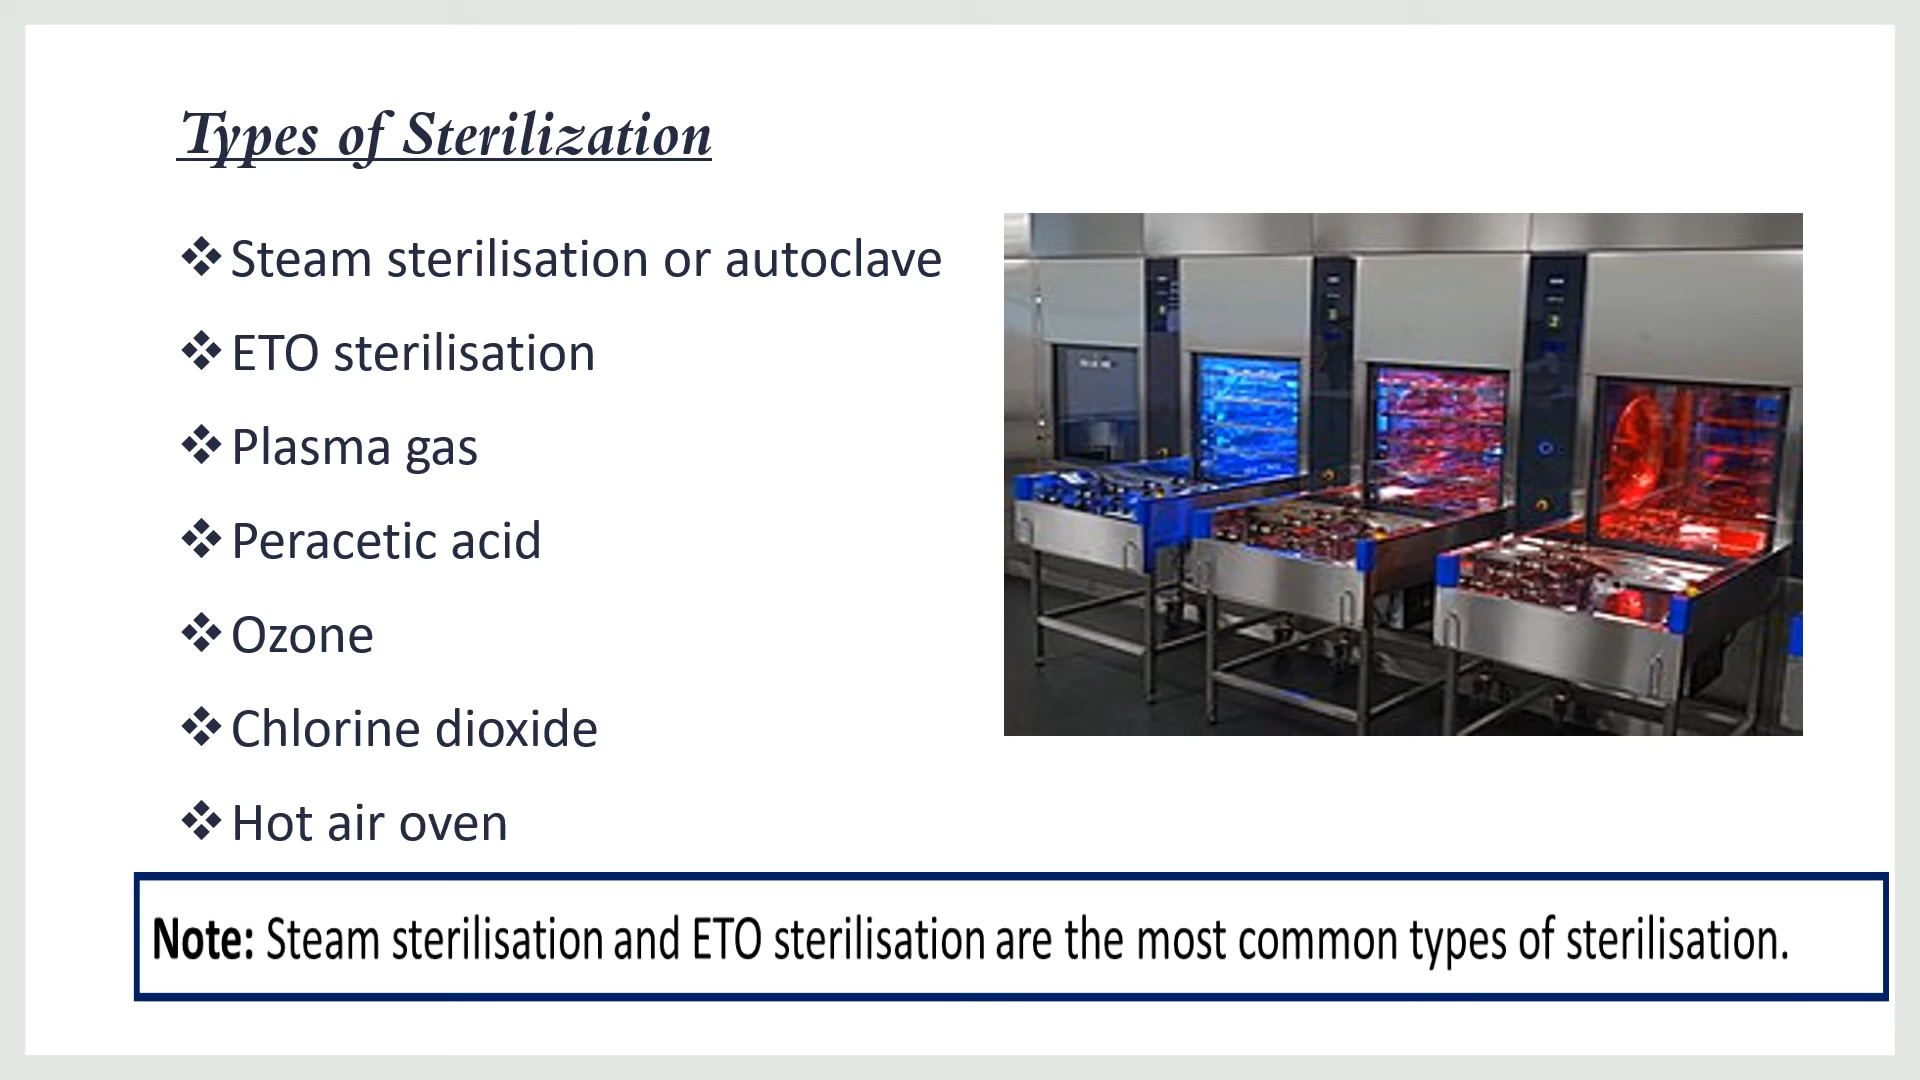 Types of Sterilization
❖ Steam sterilisation or autoclave
❖ ETO sterilisation
❖ Plasma gas
❖ Peracetic acid
❖ Ozone
❖ Chlorine dioxide
❖ Hot air oven
Note: Steam sterilisation and ETO sterilisation are the most common types of sterilisation.